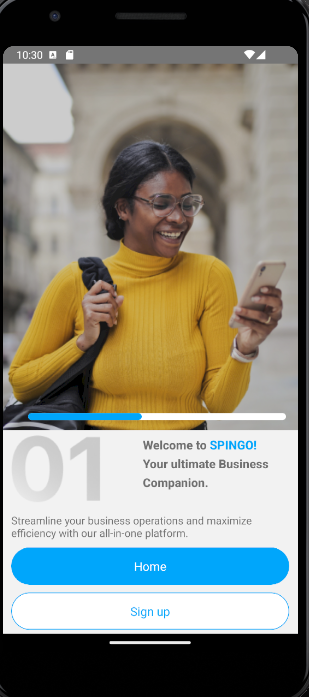 10:30
01
Welcome to SPINGO!
Your ultimate Business
Companion.
Streamline your business operations and maximize
efficiency with our all-in-one platform.
Home
Sign up